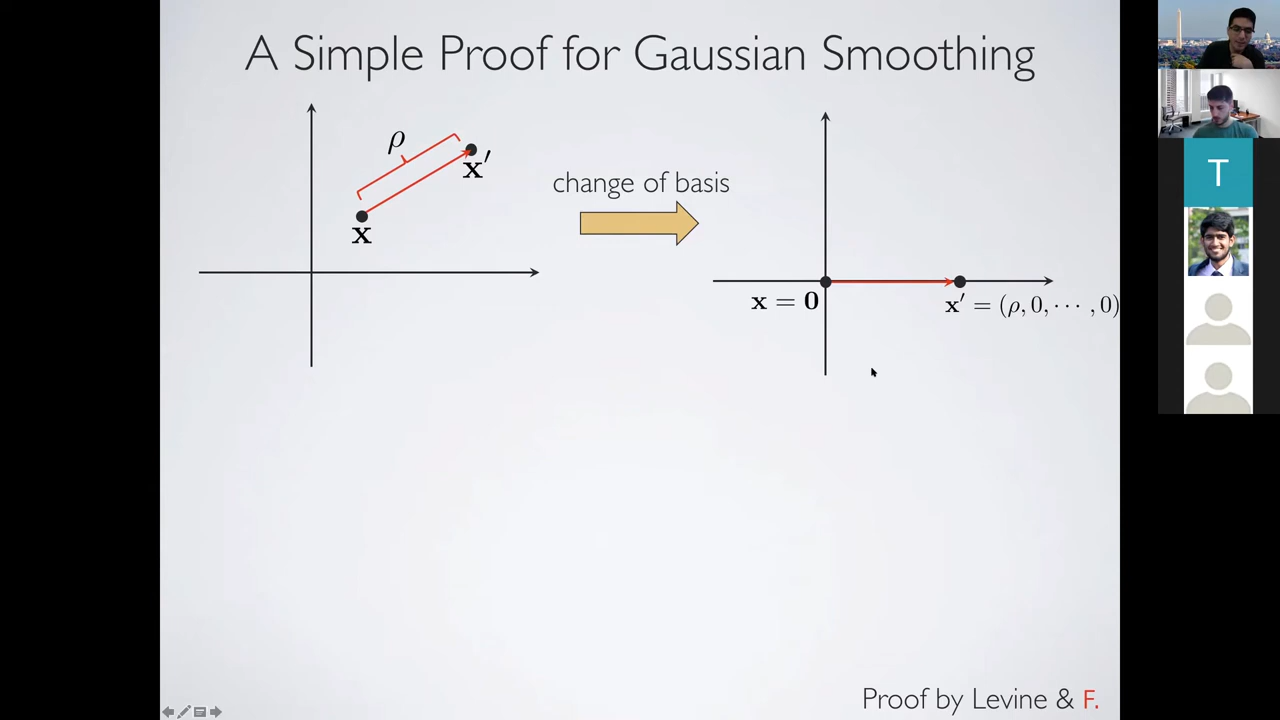 A Simple Proof for Gaussian Smoothing
ρ
x′
x
change of basis
x = 0
x′ = (ρ, 0, ⋯ , 0)
T
Proof by Levine & F.